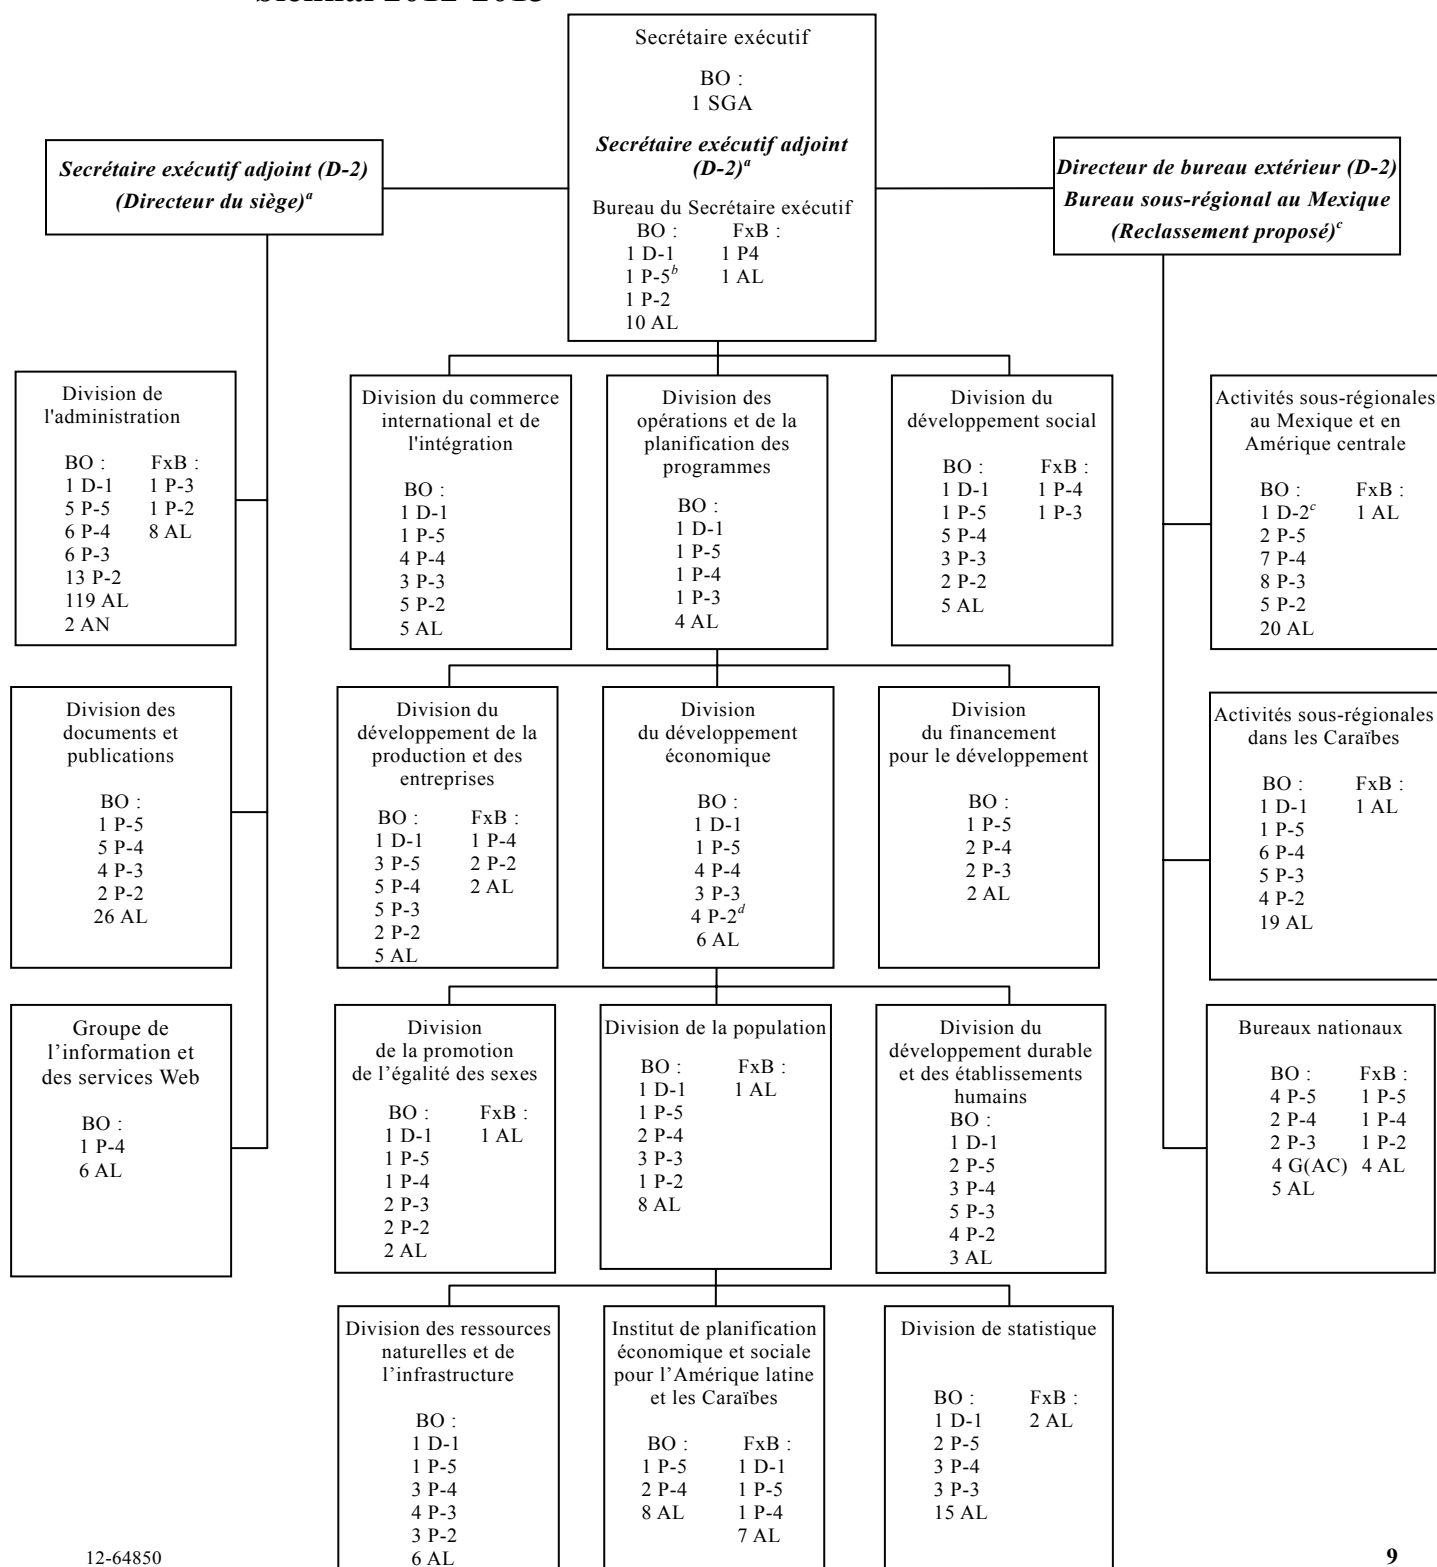 biennal 2012-2013
Secrétaire exécutif
BO :
1 SGA
Secrétaire exécutif adjoint
(D-2)a
Bureau du Secrétaire exécutif
BO : FxB :
1 D-1 1 P4
1 P-5b 1 AL
1 P-2
10 AL
Secrétaire exécutif adjoint (D-2)
(Directeur du siège)a
Directeur de bureau extérieur (D-2)
Bureau sous-régional au Mexique
(Reclassement proposé)c
Division de
l'administration
BO : FxB :
1 D-1 1 P-3
5 P-5 1 P-2
6 P-4 8 AL
6 P-3
13 P-2
119 AL
2 AN
Division du commerce
international et de
l'intégration
BO :
1 D-1
1 P-5
4 P-4
3 P-3
5 P-2
5 AL
Division des
opérations et de la
planification des
programmes
BO :
1 D-1
1 P-5
1 P-4
1 P-3
4 AL
Division du
développement social
BO : FxB :
1 D-1 1 P-4
1 P-5 1 P-3
5 P-4
3 P-3
2 P-2
5 AL
Activités sous-régionales
au Mexique et en
Amérique centrale
BO : FxB :
1 D-2c 1 AL
2 P-5
7 P-4
8 P-3
5 P-2
20 AL
Division des
documents et
publications
BO :
1 P-5
5 P-4
4 P-3
2 P-2
26 AL
Division du
développement de la
production et des
entreprises
BO : FxB :
1 D-1 1 P-4
3 P-5 2 P-2
5 P-4 2 AL
5 P-3
2 P-2
5 AL
Division
du développement
économique
BO :
1 D-1
1 P-5
4 P-4
3 P-3
4 P-2d
6 AL
Division
du financement
pour le développement
BO :
1 P-5
2 P-4
2 P-3
2 AL
Activités sous-régionales
dans les Caraïbes
BO : FxB :
1 D-1 1 AL
1 P-5
6 P-4
5 P-3
4 P-2
19 AL
Groupe de
l’information et
des services Web
BO :
1 P-4
6 AL
Division
de la promotion
de l’égalité des sexes
BO : FxB :
1 D-1 1 AL
1 P-5
1 P-4
2 P-3
2 P-2
2 AL
Division de la population
BO : FxB :
1 D-1 1 AL
1 P-5
2 P-4
3 P-3
1 P-2
8 AL
Division du
développement durable
et des établissements
humains
BO :
1 D-1
2 P-5
3 P-4
5 P-3
4 P-2
3 AL
Bureaux nationaux
BO : FxB :
4 P-5 1 P-5
2 P-4 1 P-4
2 P-3 1 P-2
4 G(AC) 4 AL
5 AL
Division des ressources
naturelles et de
l’infrastructure
BO :
1 D-1
1 P-5
3 P-4
4 P-3
3 P-2
6 AL
Institut de planification
économique et sociale
pour l’Amérique latine
et les Caraïbes
BO : FxB :
1 P-5 1 D-1
2 P-4 1 P-5
8 AL 1 P-4
7 AL
Division de statistique
BO : FxB :
1 D-1 2 AL
2 P-5
3 P-4
3 P-3
15 AL
12-64850
9